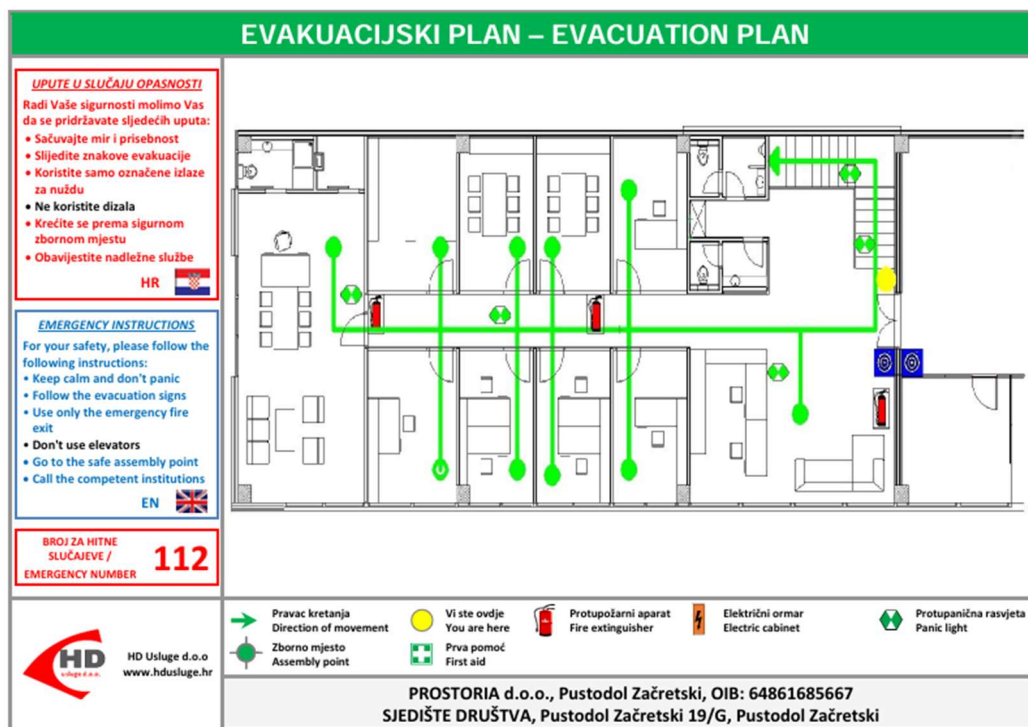 EVAKUACIJSKI PLAN – EVACUATION PLAN
UPUTE U SLUČAJU OPASNOSTI
Radi Vaše sigurnosti molimo Vas
da se pridržavate sljedećih uputa:
• Sačuvajte mir i prisebnost
• Slijedite znakove evakuacije
• Koristite samo označene izlaze
za nuždu
• Ne koristite dizala
• Krećite se prema sigurnom
zbornom mjestu
• Obavijestite nadležne službe
HR
EMERGENCY INSTRUCTIONS
For your safety, please follow the
following instructions:
• Keep calm and don't panic
• Follow the evacuation signs
• Use only the emergency fire
exit
• Don't use elevators
• Go to the safe assembly point
• Call the competent institutions
EN
BROJ ZA HITNE
SLUČAJEVE /
EMERGENCY NUMBER
112
HD
usluge d.o.o.
HD Usluge d.o.o
www.hdusluge.hr
Pravac kretanja
Direction of movement
Vi ste ovdje
You are here
Protupožarni aparat
Fire extinguisher
Električni ormar
Electric cabinet
Protupanična rasvjeta
Panic light
Zborno mjesto
Assembly point
Prva pomoć
First aid
PROSTORIA d.o.o., Pustodol Začretski, OIB: 64861685667
SJEDIŠTE DRUŠTVA, Pustodol Začretski 19/G, Pustodol Začretski